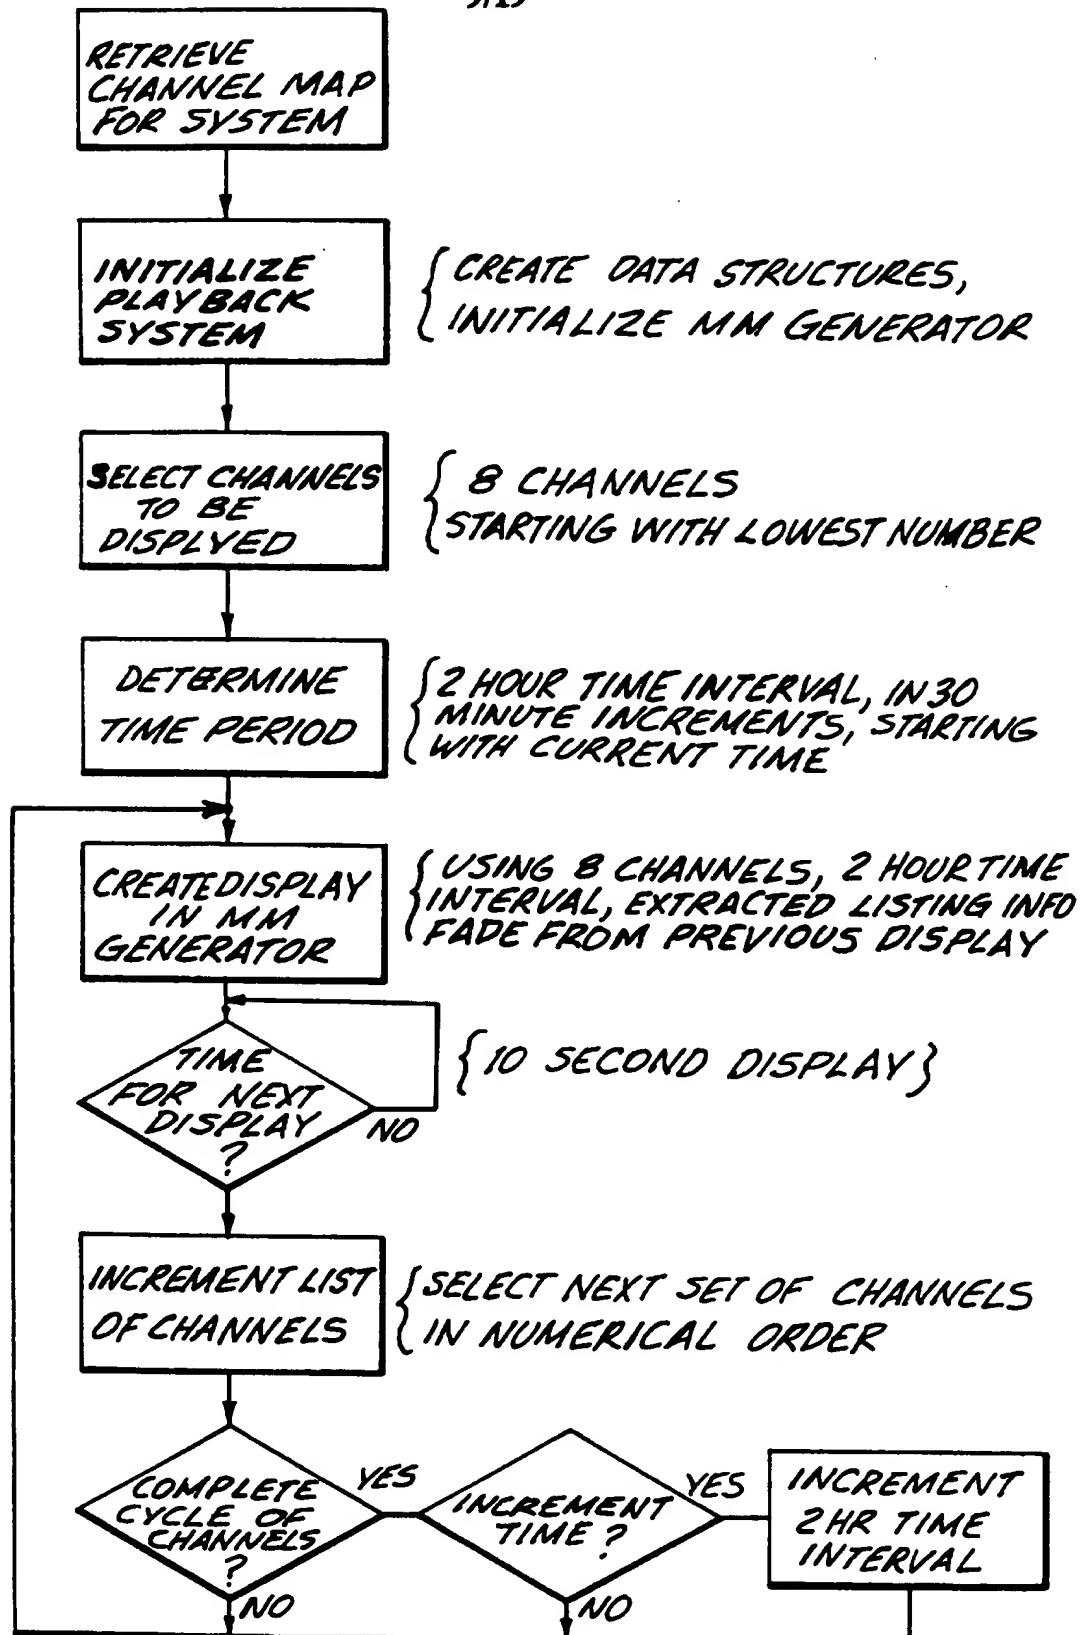 RETRIEVE
CHANNEL MAP
FOR SYSTEM
INITIALIZE
PLAYBACK
SYSTEM
{ CREATE DATA STRUCTURES,
INITIALIZE MM GENERATOR
SELECT CHANNELS
TO BE
DISPLYED
{ 8 CHANNELS
STARTING WITH LOWEST NUMBER
DETERMINE
TIME PERIOD
{ 2 HOUR TIME INTERVAL, IN 30
MINUTE INCREMENTS, STARTING
WITH CURRENT TIME
CREATE DISPLAY
IN MM
GENERATOR
{ USING 8 CHANNELS, 2 HOUR TIME
INTERVAL, EXTRACTED LISTING INFO
FADE FROM PREVIOUS DISPLAY
TIME
FOR NEXT
DISPLAY
?
NO
{ 10 SECOND DISPLAY }
INCREMENT LIST
OF CHANNELS
{ SELECT NEXT SET OF CHANNELS
IN NUMERICAL ORDER
COMPLETE
CYCLE OF
CHANNELS
?
YES
NO
INCREMENT
TIME?
YES
NO
INCREMENT
2 HR TIME
INTERVAL